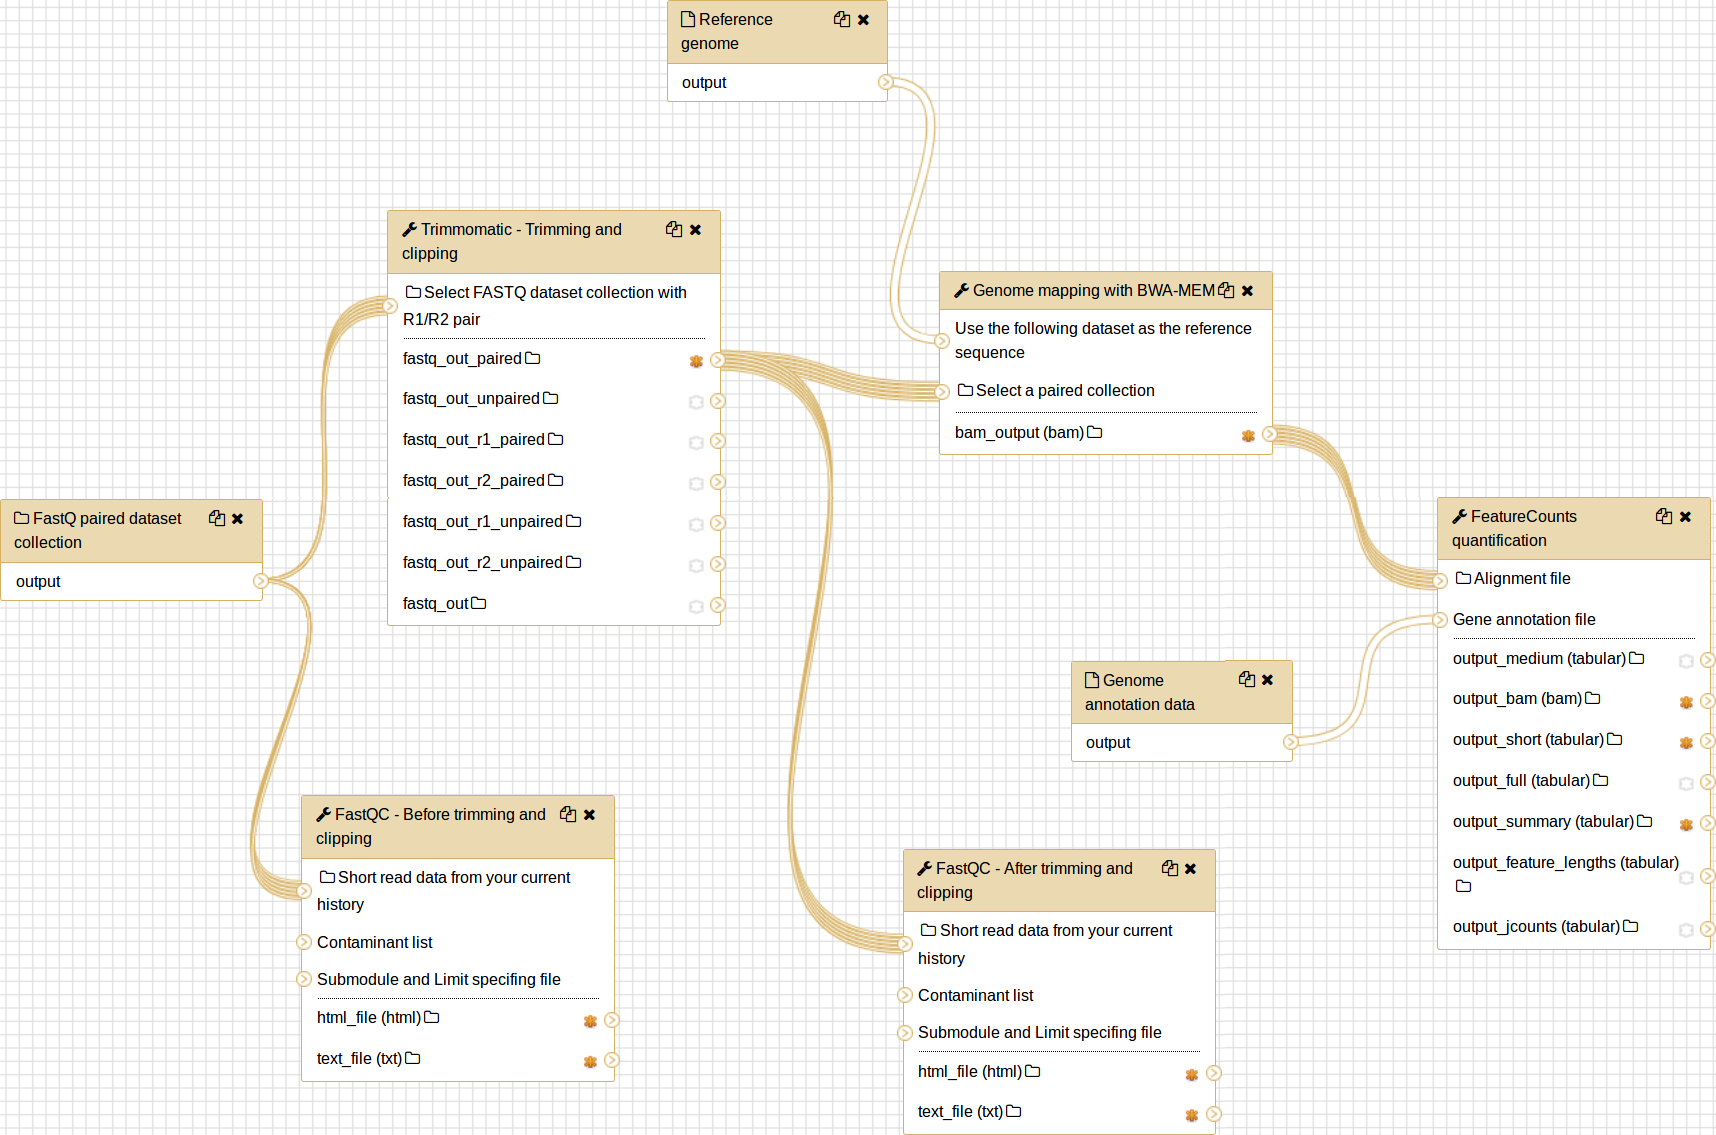 Reference
genome
output
Trimmomatic - Trimming and
clipping
Select FASTQ dataset collection with
R1/R2 pair
fastq_out_paired
fastq_out_unpaired
fastq_out_r1_paired
fastq_out_r2_paired
fastq_out_r1_unpaired
fastq_out_r2_unpaired
fastq_out
Genome mapping with BWA-MEM
Use the following dataset as the reference
sequence
Select a paired collection
bam_output (bam)
FastQ paired dataset
collection
output
FeatureCounts
quantification
Alignment file
Gene annotation file
output_medium (tabular)
output_bam (bam)
output_short (tabular)
output_full (tabular)
output_summary (tabular)
output_feature_lengths (tabular)
output_jcounts (tabular)
Genome
annotation data
output
FastQC - Before trimming and
clipping
Short read data from your current
history
Contaminant list
Submodule and Limit specifing file
html_file (html)
text_file (txt)
FastQC - After trimming and
clipping
Short read data from your current
history
Contaminant list
Submodule and Limit specifing file
html_file (html)
text_file (txt)